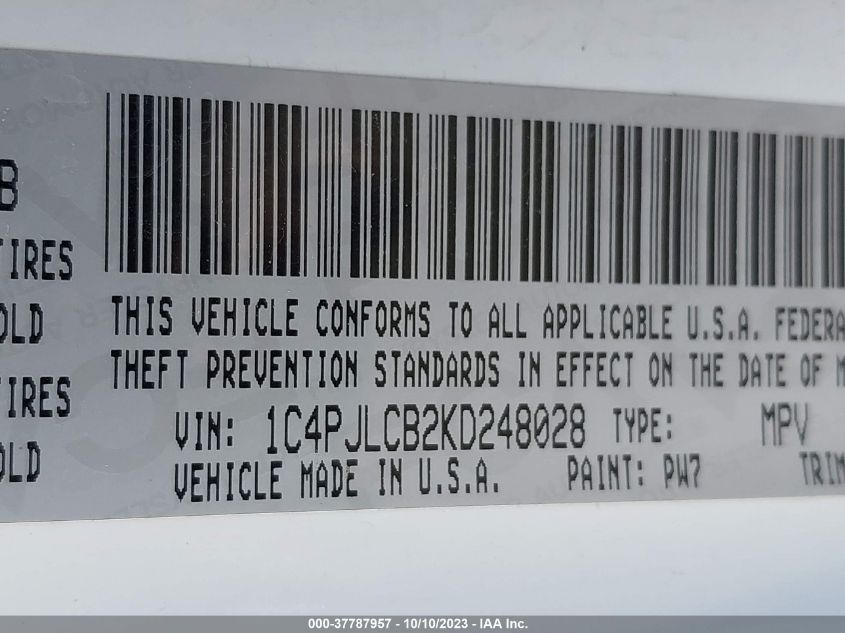 B
TIRES
OLD
TIRES
OLD
THIS VEHICLE CONFORMS TO ALL APPLICABLE U.S.A. FEDERA
THEFT PREVENTION STANDARDS IN EFFECT ON THE DATE OF M
VIN: 1C4PJLCB2KD248028 TYPE: MPV
VEHICLE MADE IN U.S.A. PAINT: PW7 TRIM
000-37787957 - 10/10/2023 - IAA Inc.